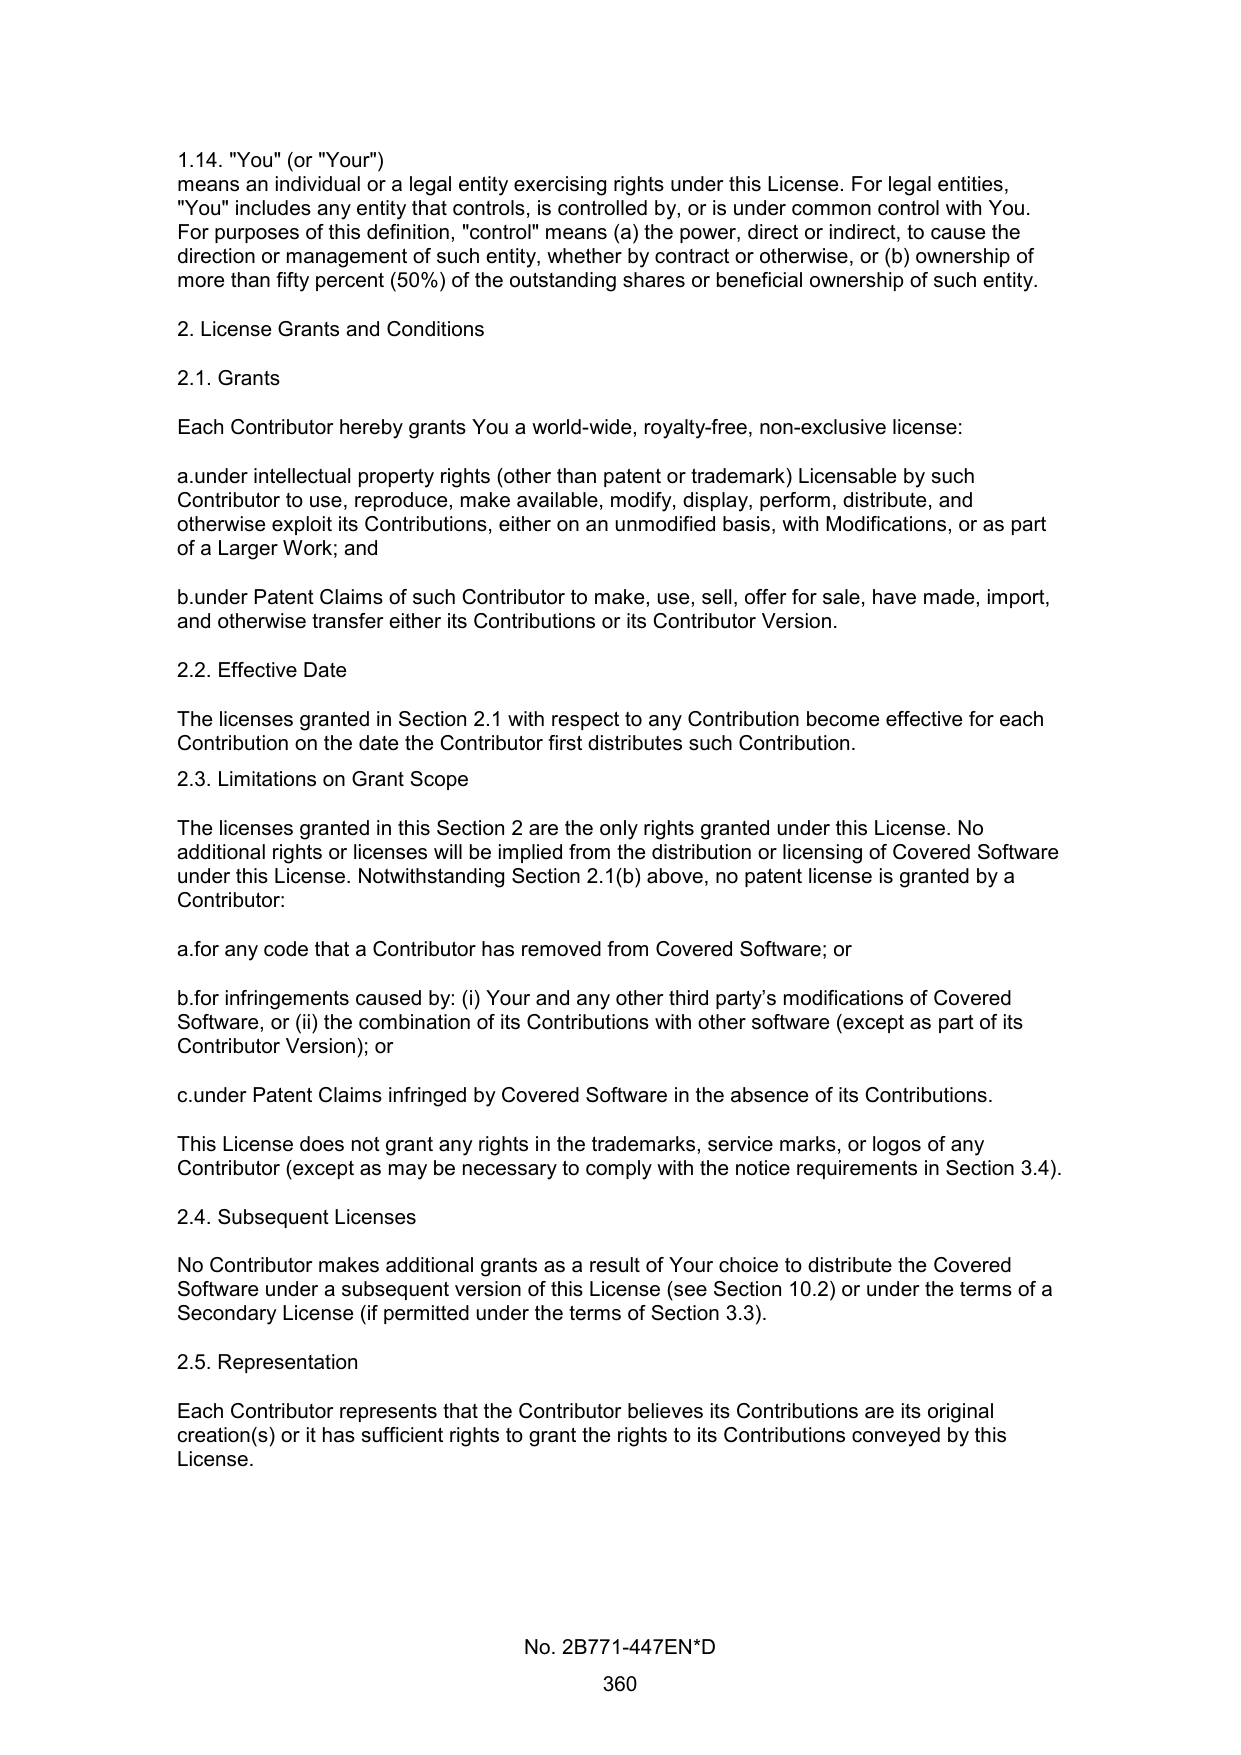 1.14. "You" (or "Your")
means an individual or a legal entity exercising rights under this License. For legal entities,
"You" includes any entity that controls, is controlled by, or is under common control with You.
For purposes of this definition, "control" means (a) the power, direct or indirect, to cause the
direction or management of such entity, whether by contract or otherwise, or (b) ownership of
more than fifty percent (50%) of the outstanding shares or beneficial ownership of such entity.
2. License Grants and Conditions
2.1. Grants
Each Contributor hereby grants You a world-wide, royalty-free, non-exclusive license:
a.under intellectual property rights (other than patent or trademark) Licensable by such
Contributor to use, reproduce, make available, modify, display, perform, distribute, and
otherwise exploit its Contributions, either on an unmodified basis, with Modifications, or as part
of a Larger Work; and
b.under Patent Claims of such Contributor to make, use, sell, offer for sale, have made, import,
and otherwise transfer either its Contributions or its Contributor Version.
2.2. Effective Date
The licenses granted in Section 2.1 with respect to any Contribution become effective for each
Contribution on the date the Contributor first distributes such Contribution.
2.3. Limitations on Grant Scope
The licenses granted in this Section 2 are the only rights granted under this License. No
additional rights or licenses will be implied from the distribution or licensing of Covered Software
under this License. Notwithstanding Section 2.1(b) above, no patent license is granted by a
Contributor:
a.for any code that a Contributor has removed from Covered Software; or
b.for infringements caused by: (i) Your and any other third party’s modifications of Covered
Software, or (ii) the combination of its Contributions with other software (except as part of its
Contributor Version); or
c.under Patent Claims infringed by Covered Software in the absence of its Contributions.
This License does not grant any rights in the trademarks, service marks, or logos of any
Contributor (except as may be necessary to comply with the notice requirements in Section 3.4).
2.4. Subsequent Licenses
No Contributor makes additional grants as a result of Your choice to distribute the Covered
Software under a subsequent version of this License (see Section 10.2) or under the terms of a
Secondary License (if permitted under the terms of Section 3.3).
2.5. Representation
Each Contributor represents that the Contributor believes its Contributions are its original
creation(s) or it has sufficient rights to grant the rights to its Contributions conveyed by this
License.
No. 2B771-447EN*D
360